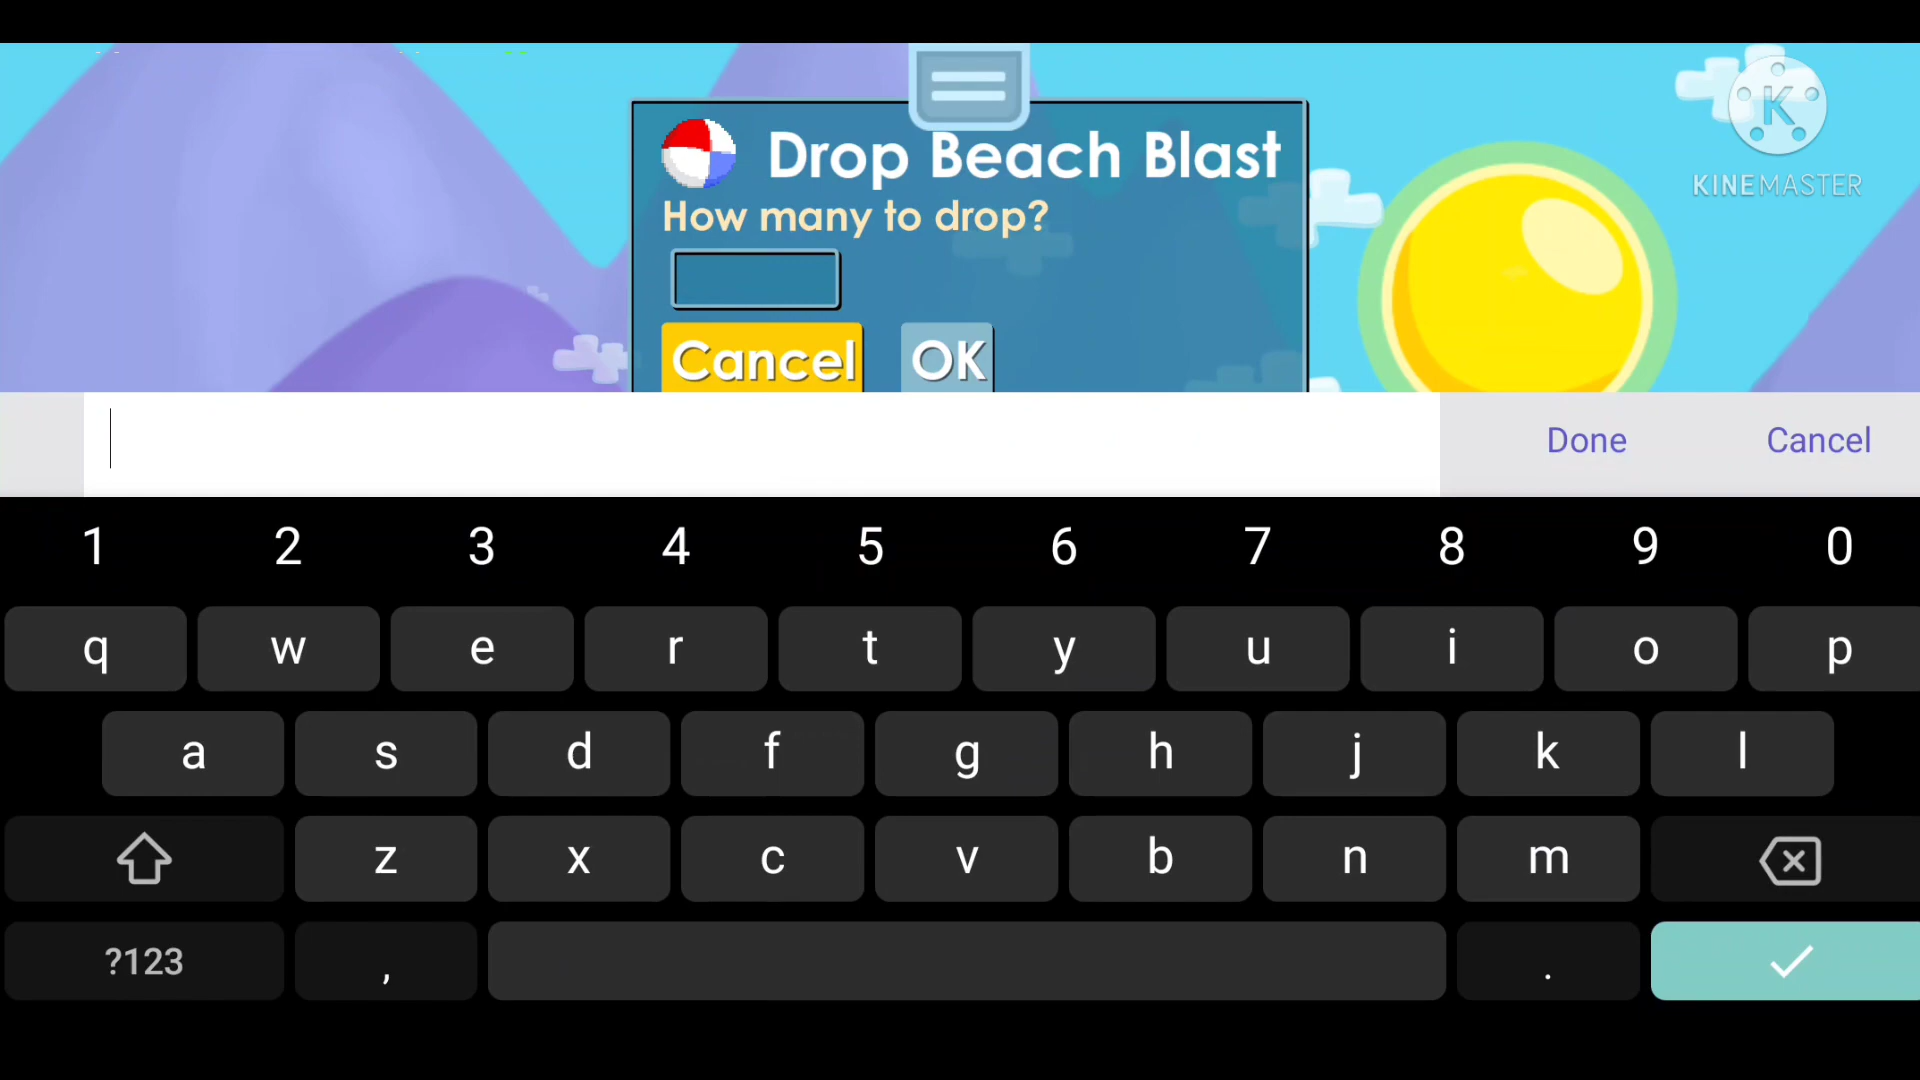 Drop Beach Blast
How many to drop?
Cancel OK
K
KINEMASTER
Done Cancel
1 2 3 4 5 6 7 8 9 0
q w e r t y u i o p
a s d f g h j k l
z x c v b n m
?123 , .